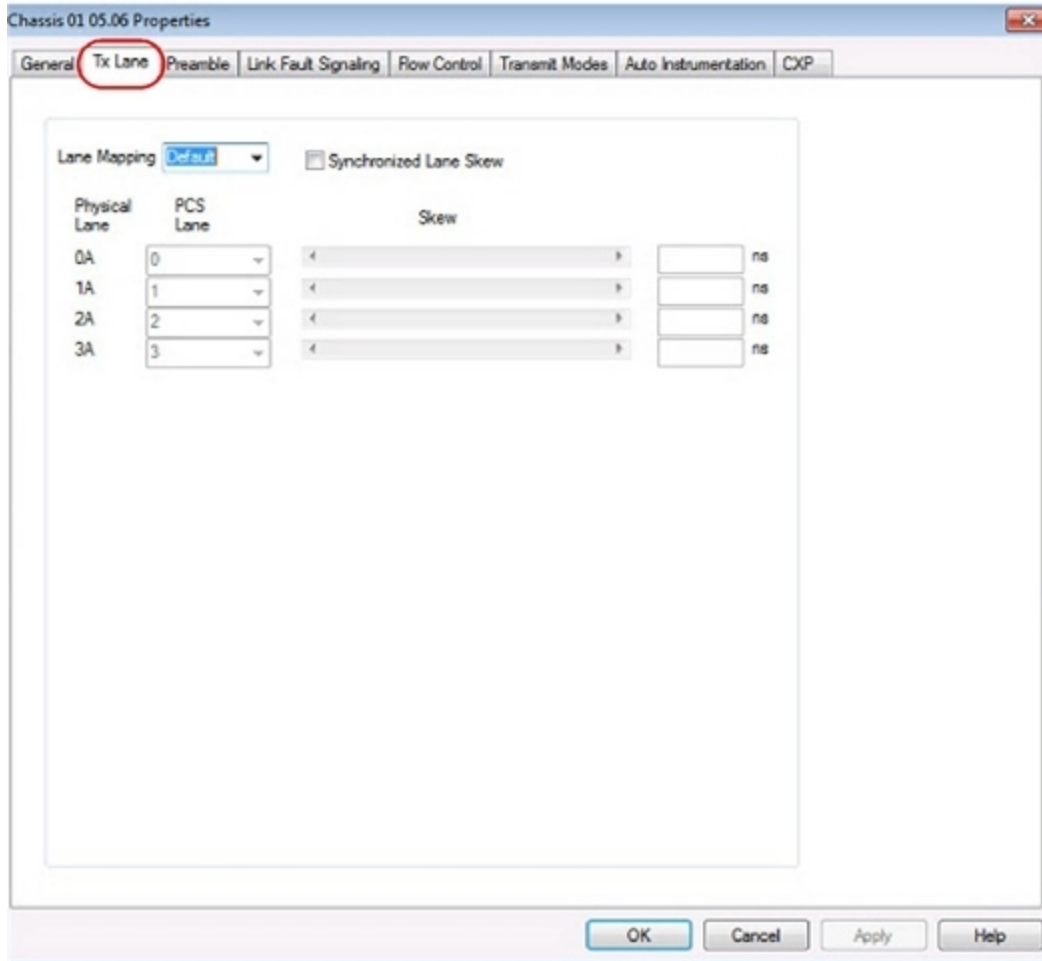 Chassis 01 05.06 Properties
General Tx Lane Preamble Link Fault Signaling Flow Control Transmit Modes Auto Instrumentation CXP
Lane Mapping Default Synchronized Lane Skew
Physical Lane PCS Lane Skew
0A 0 ns
1A 1 ns
2A 2 ns
3A 3 ns
OK Cancel Apply Help